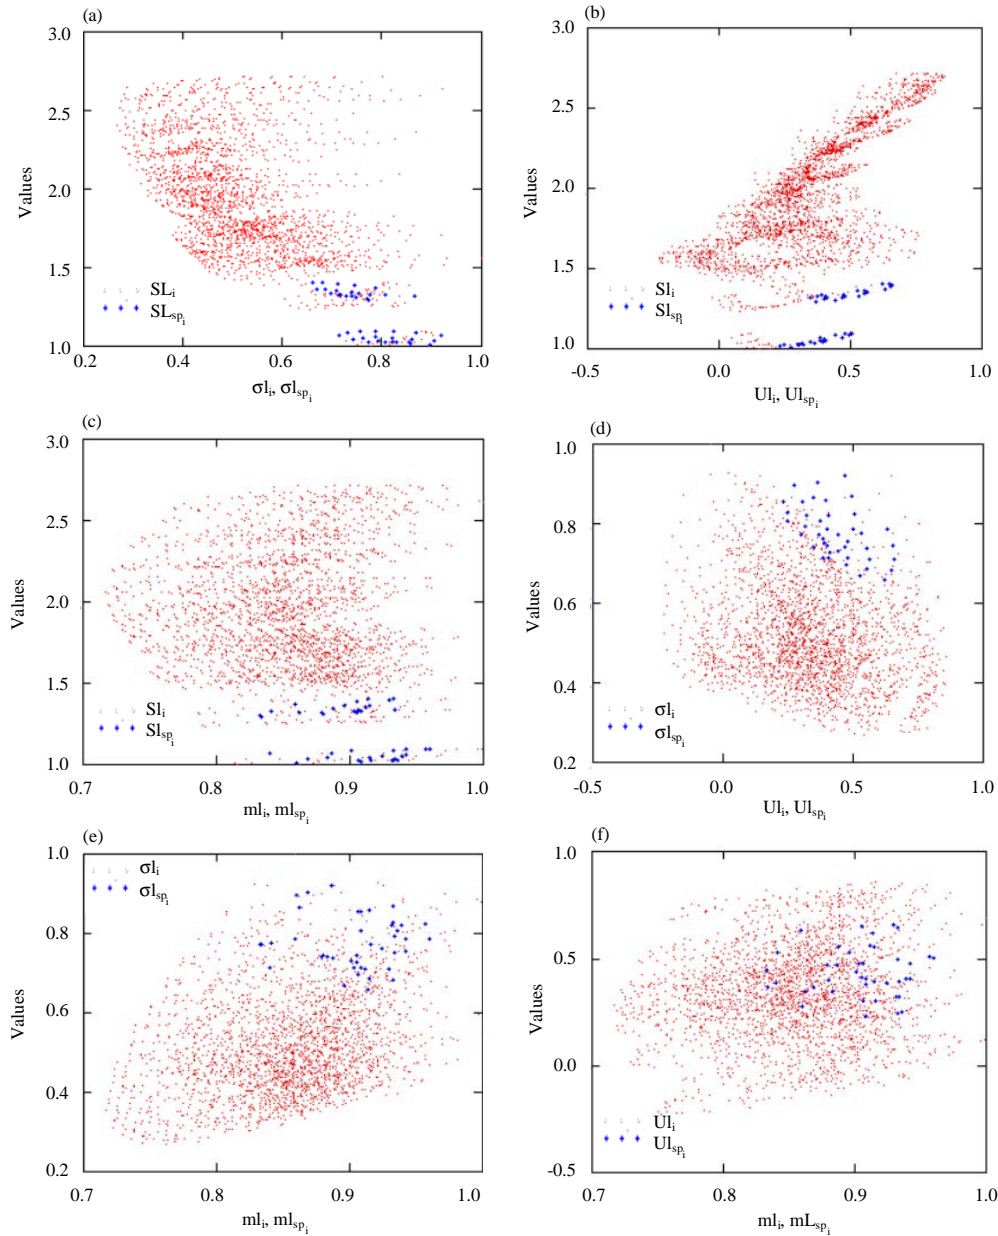 (a)
3.0
2.5
2.0
1.5
1.0
Values
SLᵢ
SLₛₚᵢ
0.2 0.4 0.6 0.8 1.0
σlᵢ, σlₛₚᵢ
(b)
3.0
2.5
2.0
1.5
1.0
Values
Slᵢ
Slₛₚᵢ
-0.5 0.0 0.5 1.0
Ulᵢ, Ulₛₚᵢ
(c)
3.0
2.5
2.0
1.5
1.0
Values
Slᵢ
Slₛₚᵢ
0.7 0.8 0.9 1.0
mlᵢ, mlₛₚᵢ
(d)
1.0
0.8
0.6
0.4
0.2
Values
σlᵢ
σlₛₚᵢ
-0.5 0.0 0.5 1.0
Ulᵢ, Ulₛₚᵢ
(e)
1.0
0.8
0.6
0.4
0.2
Values
σlᵢ
σlₛₚᵢ
0.7 0.8 0.9 1.0
mlᵢ, mlₛₚᵢ
(f)
1.0
0.5
0.0
-0.5
Values
Ulᵢ
Ulₛₚᵢ
0.7 0.8 0.9 1.0
mlᵢ, mLₛₚᵢ